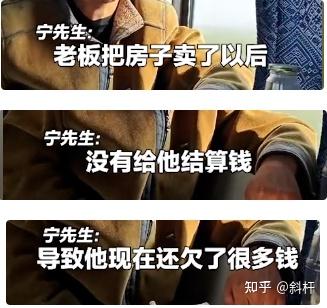 宁先生:
老板把房子卖了以后
宁先生:
没有给他结算钱
宁先生:
导致他现在还欠了很多钱
知乎 @斜杆